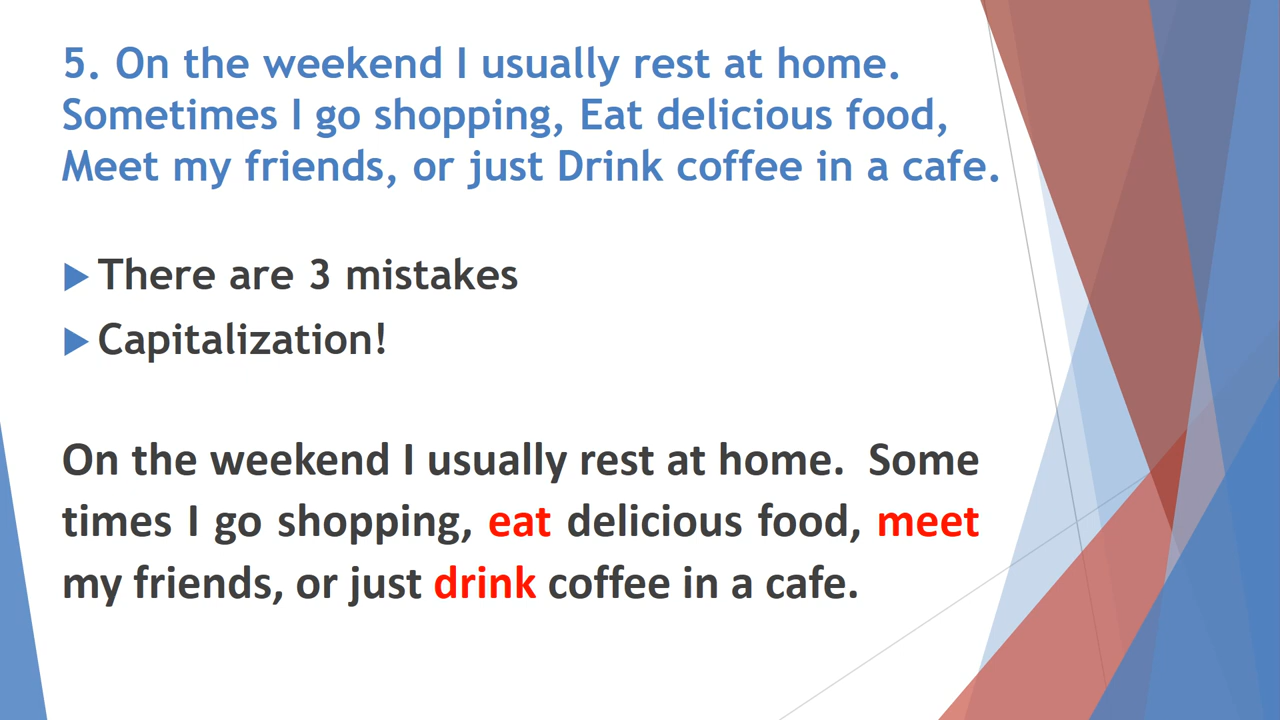 5. On the weekend I usually rest at home.
Sometimes I go shopping, Eat delicious food,
Meet my friends, or just Drink coffee in a cafe.
There are 3 mistakes
Capitalization!
On the weekend I usually rest at home.  Some
times I go shopping, eat delicious food, meet
my friends, or just drink coffee in a cafe.